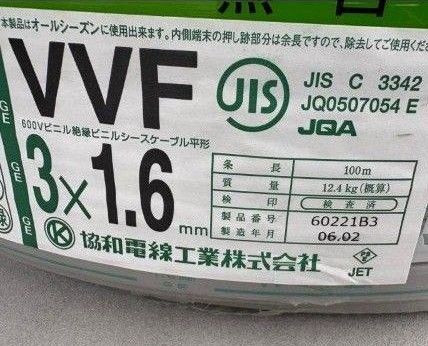 本製品はオールシーズンに使用出来ます。内側端末の押し跡部分は余長ですので、除去してご使用くださ
VVF
JIS
JIS C 3342
JQ0507054 E
JQA
600Vビニル絶縁ビニルシースケーブル平形
3×1.6mm
条長 100m
質量 12.4kg(概算)
検印 検査済
製品番号 60221B3
製造年月 06.02
協和電線工業株式会社
JET
GE
GE
GE